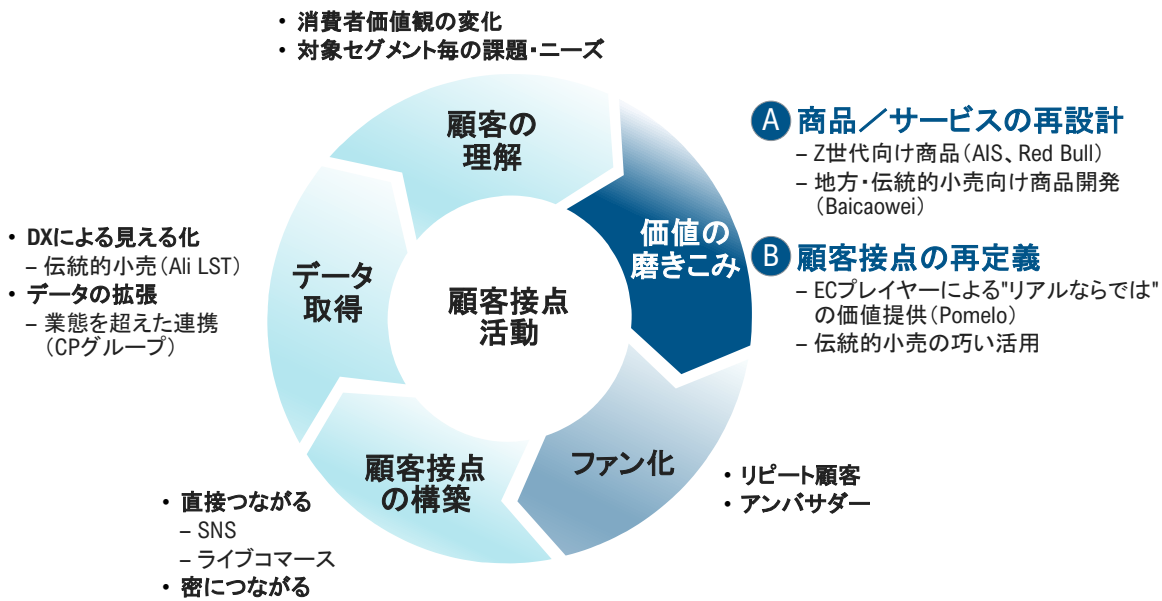 ・ 消費者価値観の変化
・ 対象セグメント毎の課題・ニーズ
顧客の
理解
A 商品／サービスの再設計
– Z世代向け商品（AIS、Red Bull）
– 地方・伝統的小売向け商品開発
（Baicaowei）
価値の
磨きこみ
B 顧客接点の再定義
– ECプレイヤーによる"リアルならでは"
の価値提供（Pomelo）
– 伝統的小売の巧い活用
・ DXによる見える化
– 伝統的小売（Ali LST）
・ データの拡張
– 業態を超えた連携
（CPグループ）
データ
取得
顧客接点
活動
ファン化
・ リピート顧客
・ アンバサダー
顧客接点
の構築
・ 直接つながる
– SNS
– ライブコマース
・ 密につながる